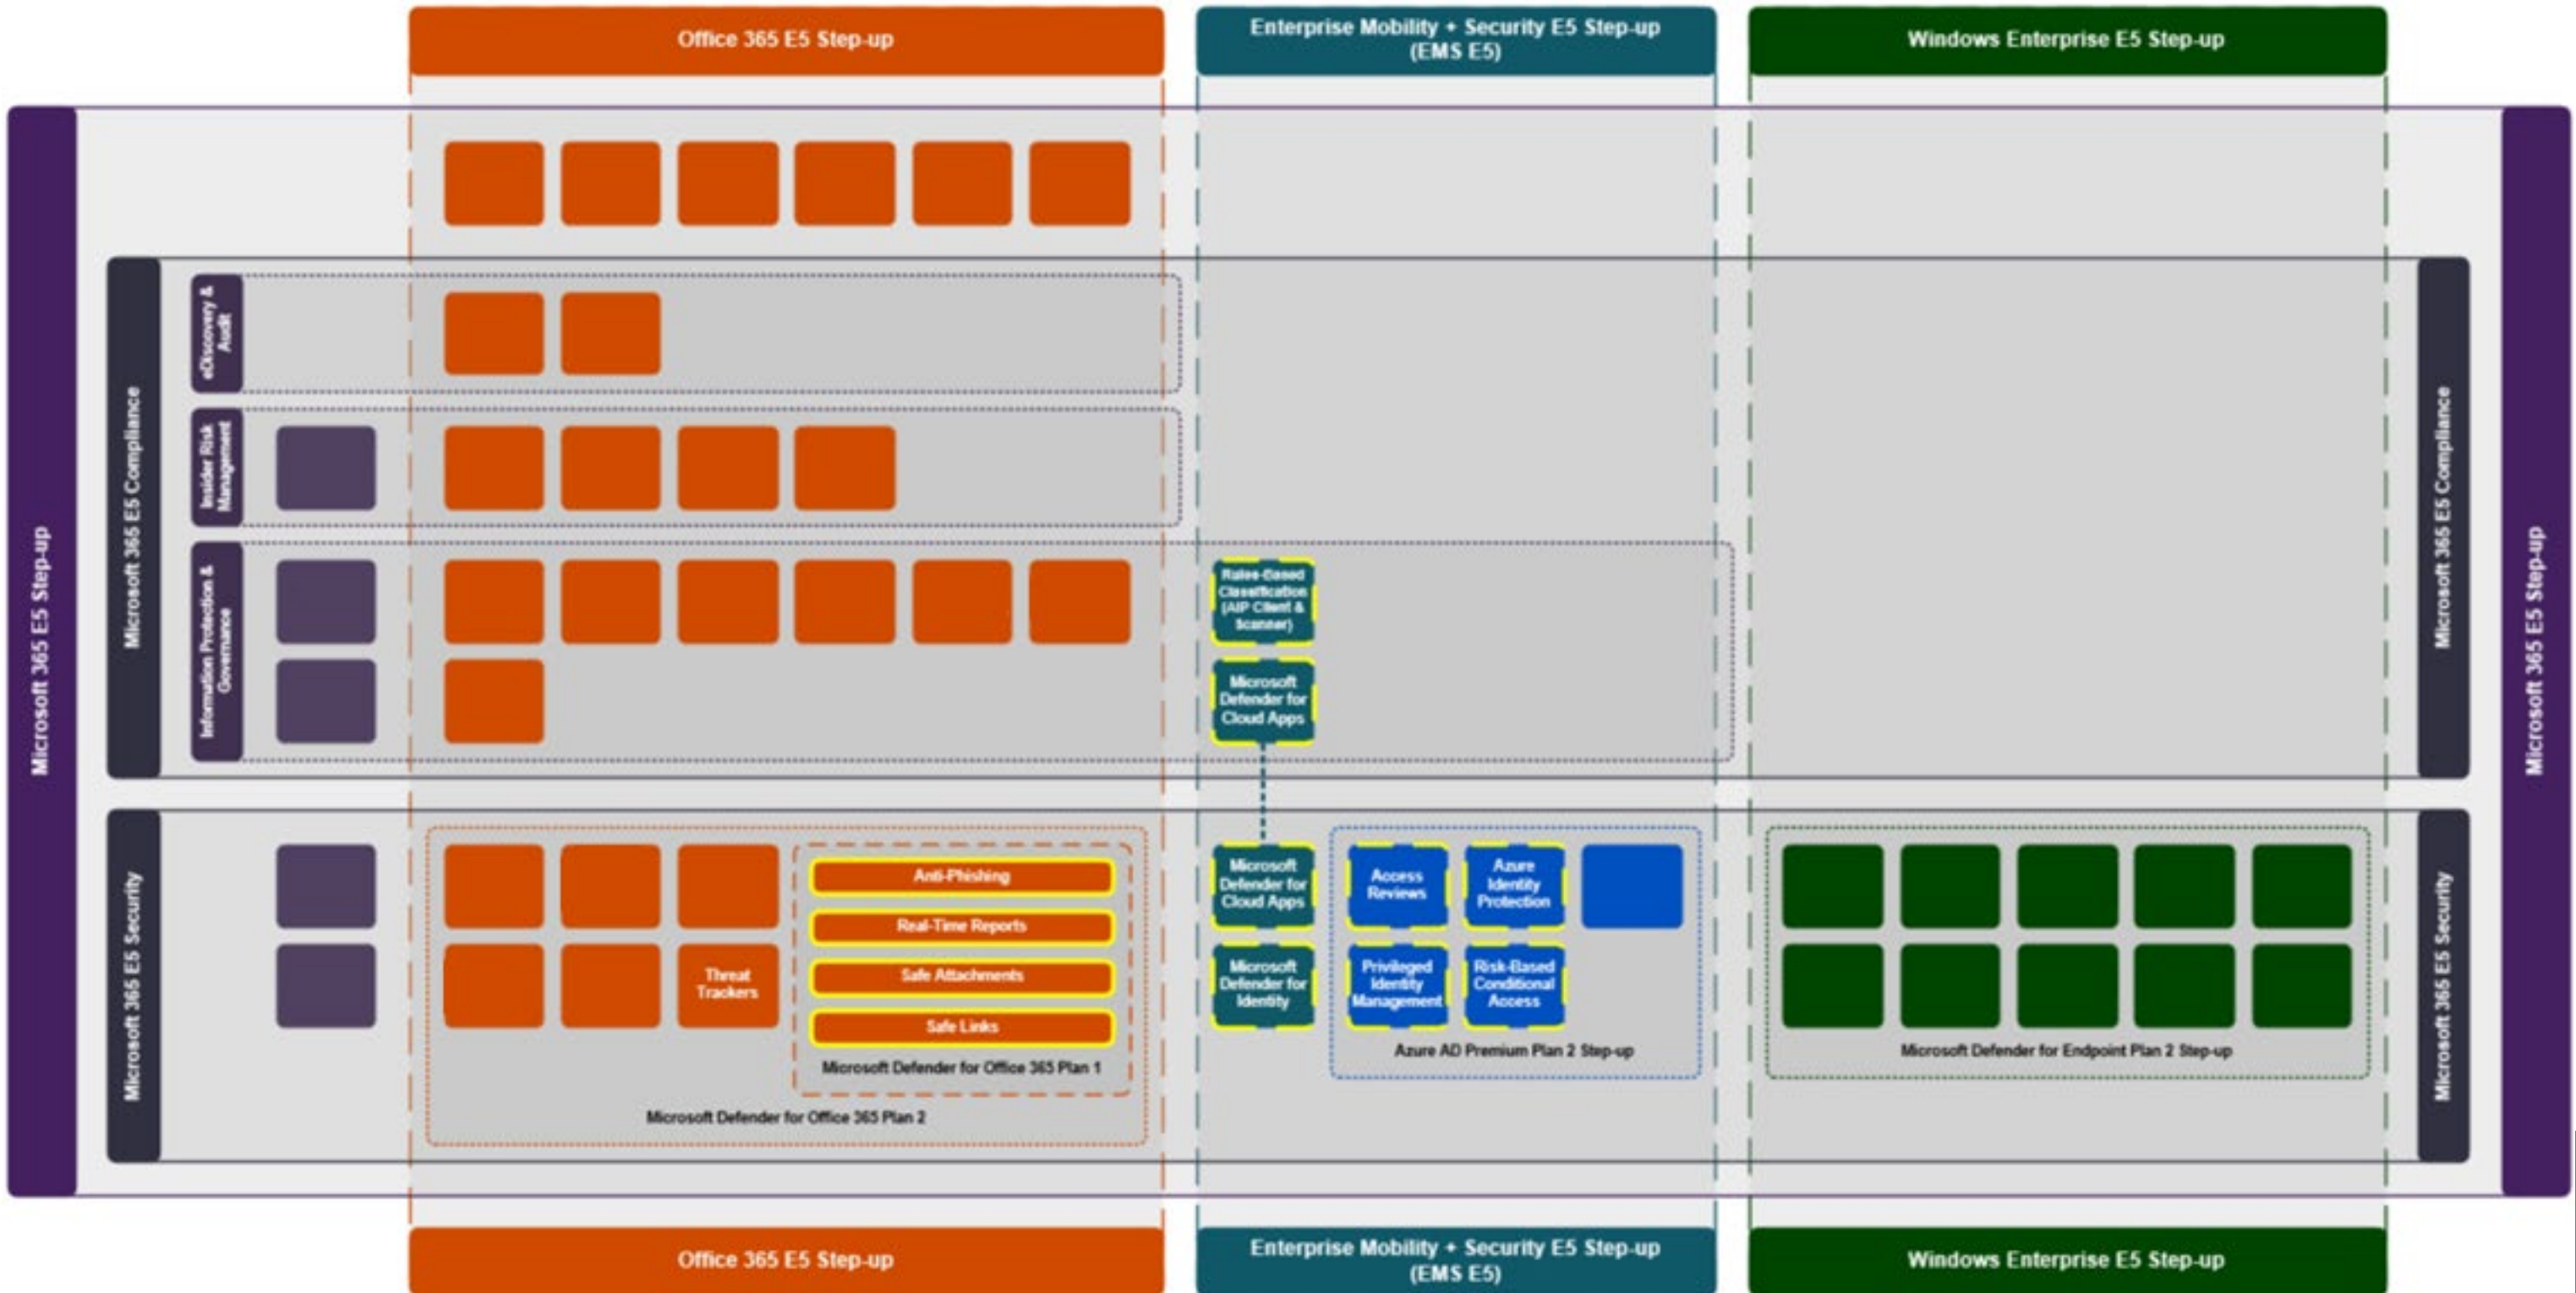 Office 365 E5 Step-up
Enterprise Mobility + Security E5 Step-up
(EMS E5)
Windows Enterprise E5 Step-up
Microsoft 365 E5 Step-up
Microsoft 365 E5 Compliance
eDiscovery &
Audit
Insider Risk
Management
Information Protection &
Governance
Rules-Based
Classification
(AIP Client &
Scanner)
Microsoft
Defender for
Cloud Apps
Microsoft 365 E5 Compliance
Microsoft 365 E5 Step-up
Microsoft 365 E5 Security
Threat
Trackers
Anti-Phishing
Real-Time Reports
Safe Attachments
Safe Links
Microsoft Defender for Office 365 Plan 1
Microsoft Defender for Office 365 Plan 2
Microsoft
Defender for
Cloud Apps
Microsoft
Defender for
Identity
Access
Reviews
Azure
Identity
Protection
Privileged
Identity
Management
Risk-Based
Conditional
Access
Azure AD Premium Plan 2 Step-up
Microsoft Defender for Endpoint Plan 2 Step-up
Microsoft 365 E5 Security
Office 365 E5 Step-up
Enterprise Mobility + Security E5 Step-up
(EMS E5)
Windows Enterprise E5 Step-up